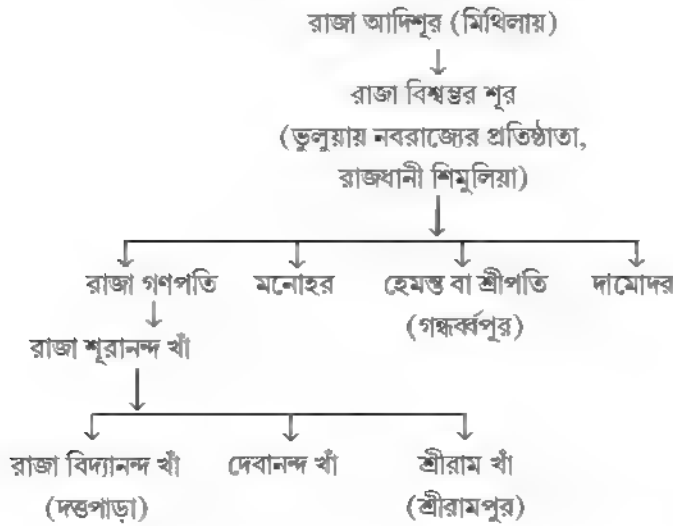 রাজা আদিশূর (মিথিলায়)
রাজা বিশ্বম্ভর শূর
(ভুলুয়ায় নবরাজ্যের প্রতিষ্ঠাতা,
রাজধানী শিমুলিয়া)
রাজা গণপতি মনোহর হেমন্ত বা শ্রীপতি দামোদর
(গন্ধর্ব্বপুর)
রাজা শূরানন্দ খাঁ
রাজা বিদ্যানন্দ খাঁ দেবানন্দ খাঁ শ্রীরাম খাঁ
(দত্তপাড়া) (শ্রীরামপুর)